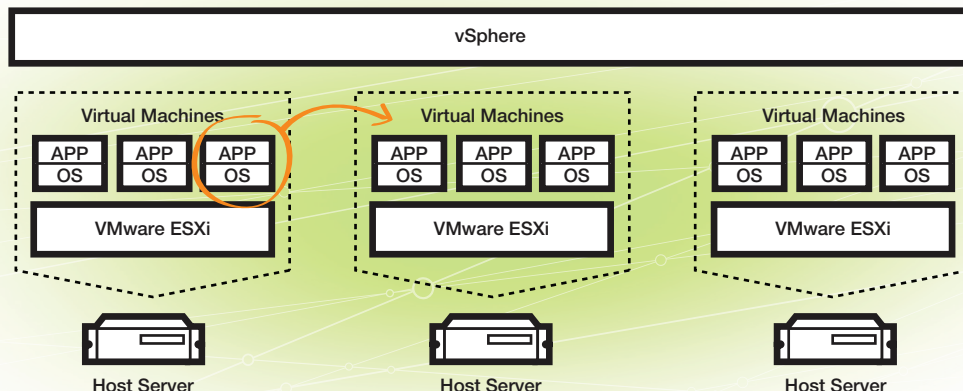 vSphere
Virtual Machines Virtual Machines Virtual Machines
APP APP APP APP APP APP APP APP APP
OS OS OS OS OS OS OS OS OS
VMware ESXi VMware ESXi VMware ESXi
Host Server Host Server Host Server